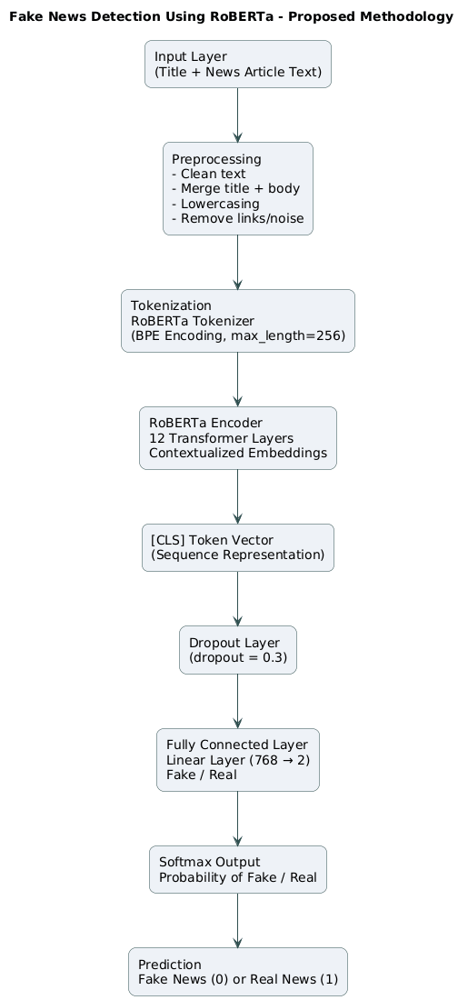 Fake News Detection Using RoBERTa - Proposed Methodology
Input Layer
(Title + News Article Text)
Preprocessing
- Clean text
- Merge title + body
- Lowercasing
- Remove links/noise
Tokenization
RoBERTa Tokenizer
(BPE Encoding, max_length=256)
RoBERTa Encoder
12 Transformer Layers
Contextualized Embeddings
[CLS] Token Vector
(Sequence Representation)
Dropout Layer
(dropout = 0.3)
Fully Connected Layer
Linear Layer (768 → 2)
Fake / Real
Softmax Output
Probability of Fake / Real
Prediction
Fake News (0) or Real News (1)